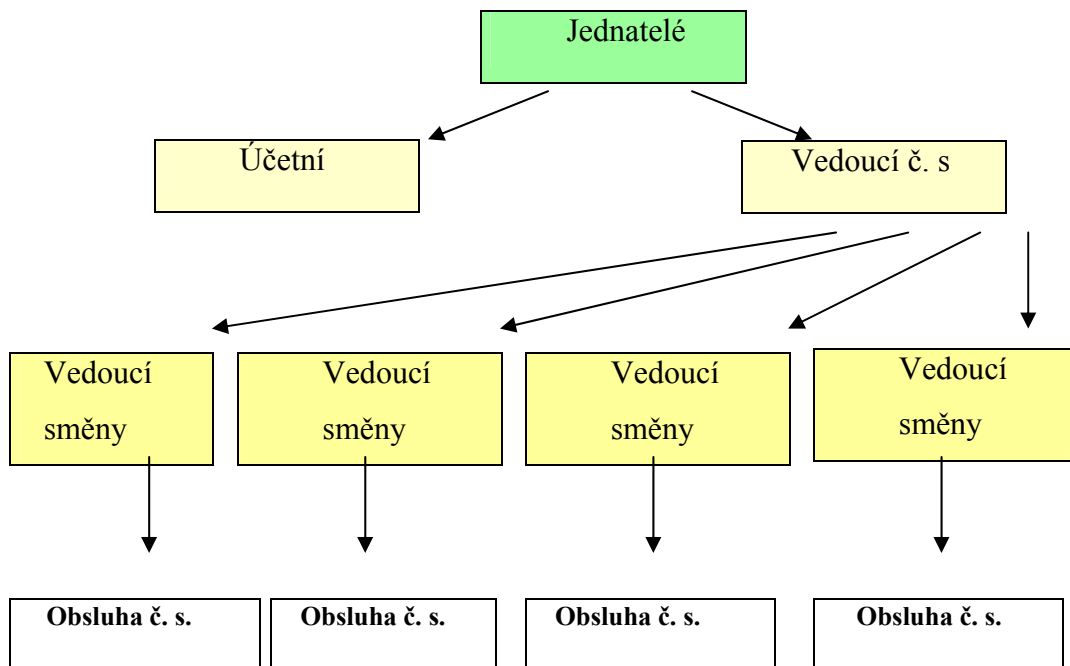 Jednatelé
Účetní
Vedoucí č. s
Vedoucí
směny
Vedoucí
směny
Vedoucí
směny
Vedoucí
směny
Obsluha č. s.
Obsluha č. s.
Obsluha č. s.
Obsluha č. s.